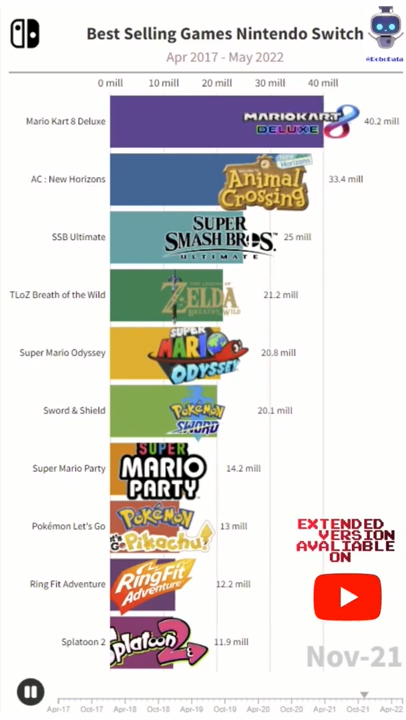 Best Selling Games Nintendo Switch
@RoboData
Apr 2017 - May 2022
0 mill 10 mill 20 mill 30 mill 40 mill
Mario Kart 8 Deluxe MARIOKART 8 DELUXE 40.2 mill
AC : New Horizons New Horizons Animal Crossing 33.4 mill
SSB Ultimate SUPER SMASH BROS.™ ULTIMATE 25 mill
TLoZ Breath of the Wild THE LEGEND OF ZELDA BREATH WILD 21.2 mill
Super Mario Odyssey SUPER MARIO ODYSSEY 20.8 mill
Sword & Shield Pokémon SWORD 20.1 mill
Super Mario Party SUPER MARIO PARTY 14.2 mill
Pokémon Let's Go Pokémon Let's Go Pikachu! 13 mill
EXTENDED
VERSION
AVALIABLE
ON
Ring Fit Adventure RingFit Adventure 12.2 mill
Splatoon 2 Splatoon 2 11.9 mill
Nov-21
Apr-17 Oct-17 Apr-18 Oct-18 Apr-19 Oct-19 Apr-20 Oct-20 Apr-21 Oct-21 Apr-22